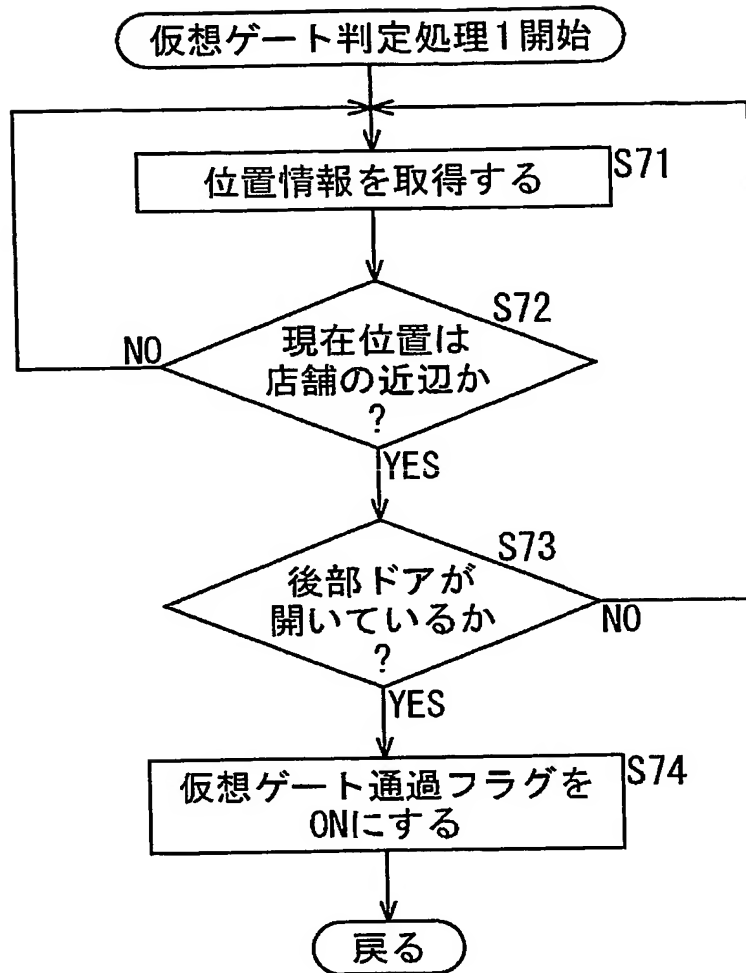 仮想ゲート判定処理1開始
位置情報を取得する
S71
S72
現在位置は
店舗の近辺か
?
NO
YES
S73
後部ドアが
開いているか
?
NO
YES
仮想ゲート通過フラグを
ONにする
S74
戻る